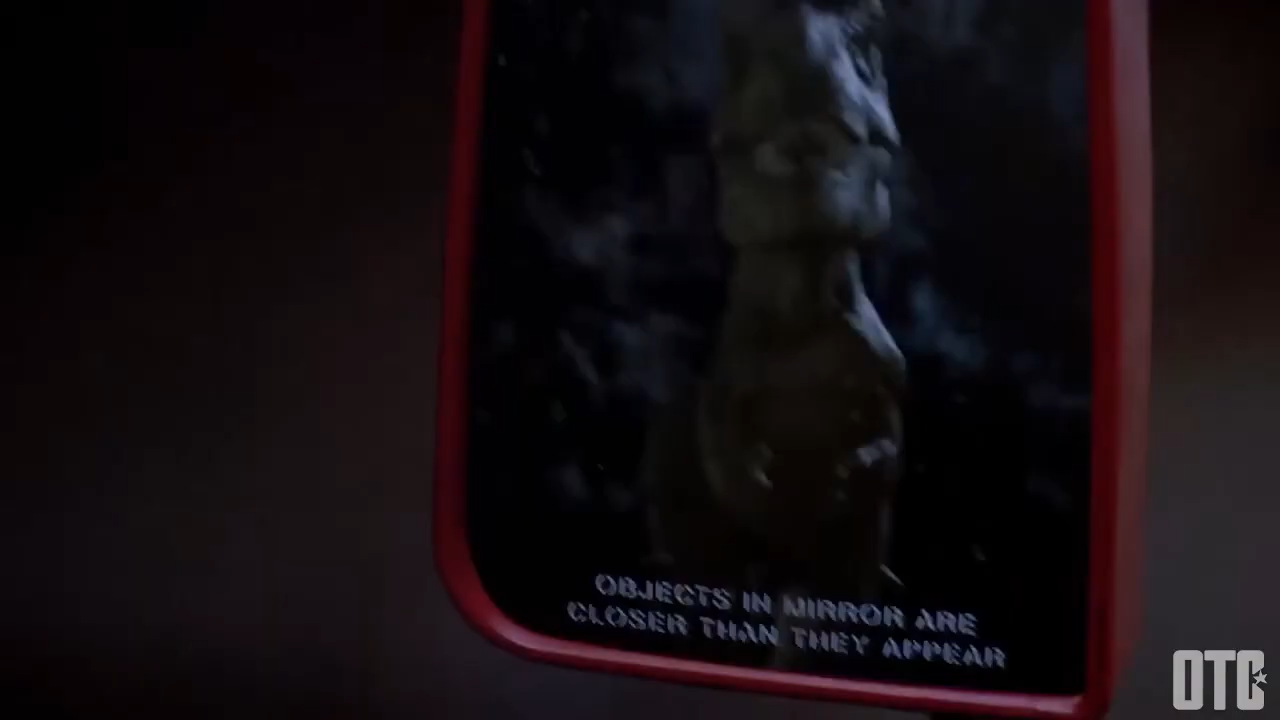 OBJECTS IN MIRROR ARE
CLOSER THAN THEY APPEAR
OTC